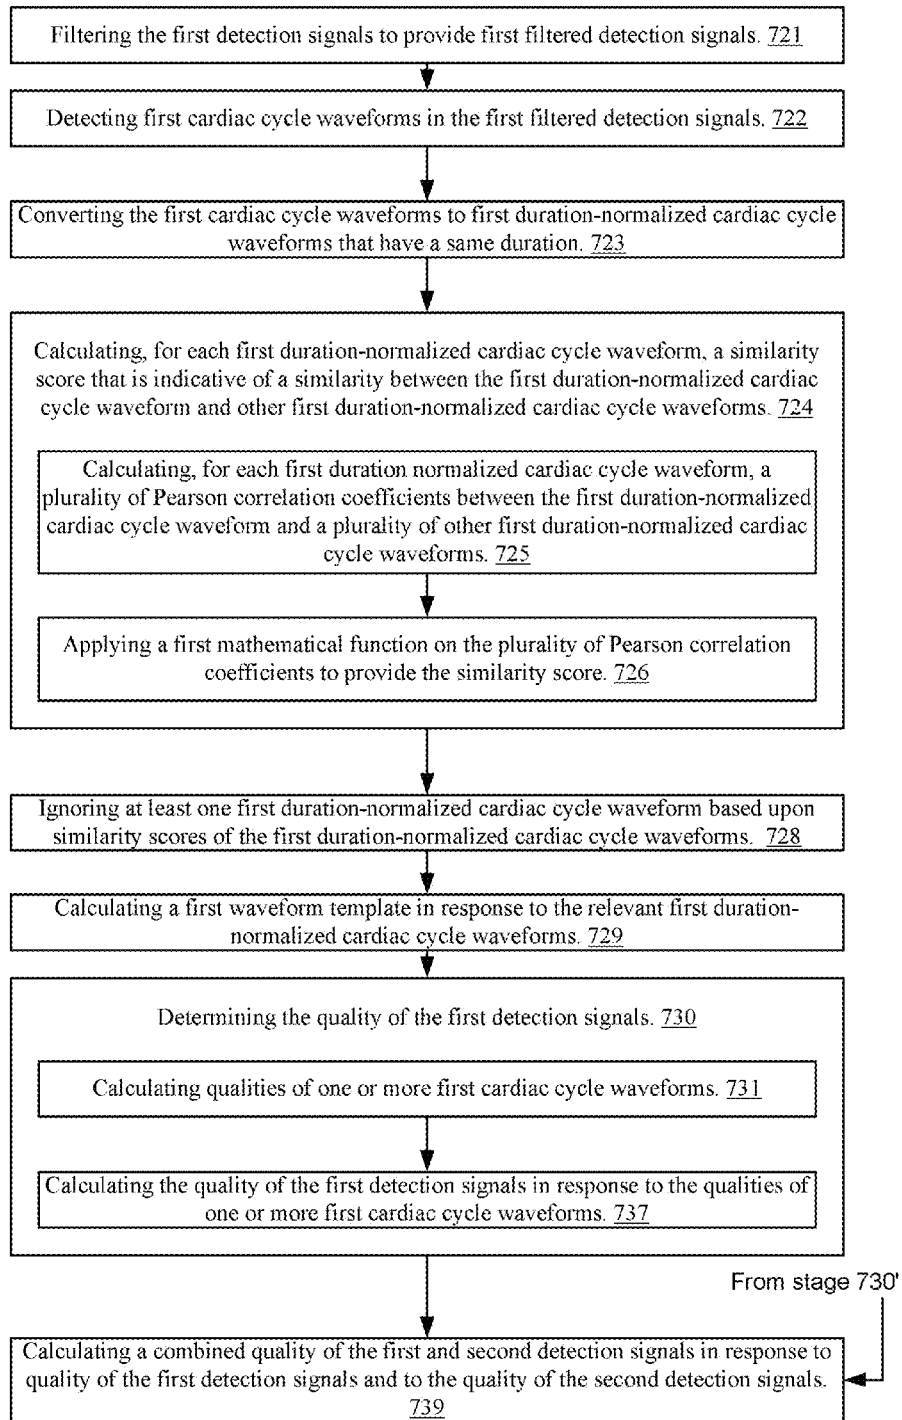 Filtering the first detection signals to provide first filtered detection signals. 721
Detecting first cardiac cycle waveforms in the first filtered detection signals. 722
Converting the first cardiac cycle waveforms to first duration-normalized cardiac cycle
waveforms that have a same duration. 723
Calculating, for each first duration-normalized cardiac cycle waveform, a similarity
score that is indicative of a similarity between the first duration-normalized cardiac
cycle waveform and other first duration-normalized cardiac cycle waveforms. 724
Calculating, for each first duration normalized cardiac cycle waveform, a
plurality of Pearson correlation coefficients between the first duration-normalized
cardiac cycle waveform and a plurality of other first duration-normalized cardiac
cycle waveforms. 725
Applying a first mathematical function on the plurality of Pearson correlation
coefficients to provide the similarity score. 726
Ignoring at least one first duration-normalized cardiac cycle waveform based upon
similarity scores of the first duration-normalized cardiac cycle waveforms. 728
Calculating a first waveform template in response to the relevant first duration-
normalized cardiac cycle waveforms. 729
Determining the quality of the first detection signals. 730
Calculating qualities of one or more first cardiac cycle waveforms. 731
Calculating the quality of the first detection signals in response to the qualities of
one or more first cardiac cycle waveforms. 737
From stage 730'
Calculating a combined quality of the first and second detection signals in response to
quality of the first detection signals and to the quality of the second detection signals.
739